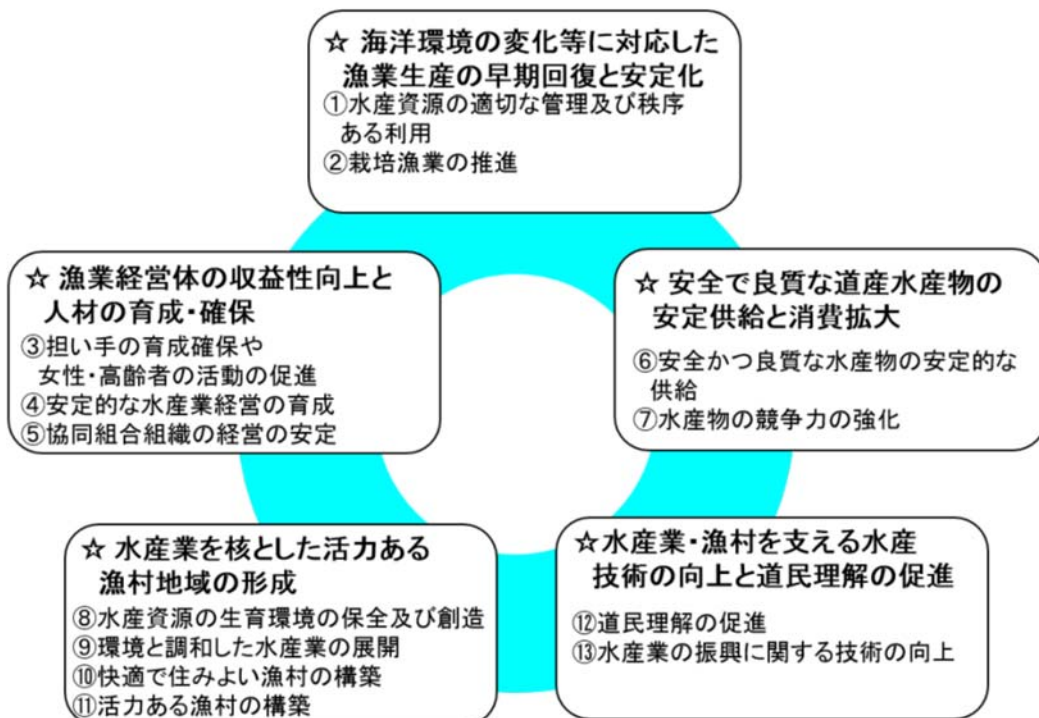 ☆ 海洋環境の変化等に対応した
漁業生産の早期回復と安定化
①水産資源の適切な管理及び秩序
ある利用
②栽培漁業の推進
☆ 漁業経営体の収益性向上と
人材の育成・確保
③担い手の育成確保や
女性・高齢者の活動の促進
④安定的な水産業経営の育成
⑤協同組合組織の経営の安定
☆ 安全で良質な道産水産物の
安定供給と消費拡大
⑥安全かつ良質な水産物の安定的な
供給
⑦水産物の競争力の強化
☆ 水産業を核とした活力ある
漁村地域の形成
⑧水産資源の生育環境の保全及び創造
⑨環境と調和した水産業の展開
⑩快適で住みよい漁村の構築
⑪活力ある漁村の構築
☆水産業・漁村を支える水産
技術の向上と道民理解の促進
⑫道民理解の促進
⑬水産業の振興に関する技術の向上